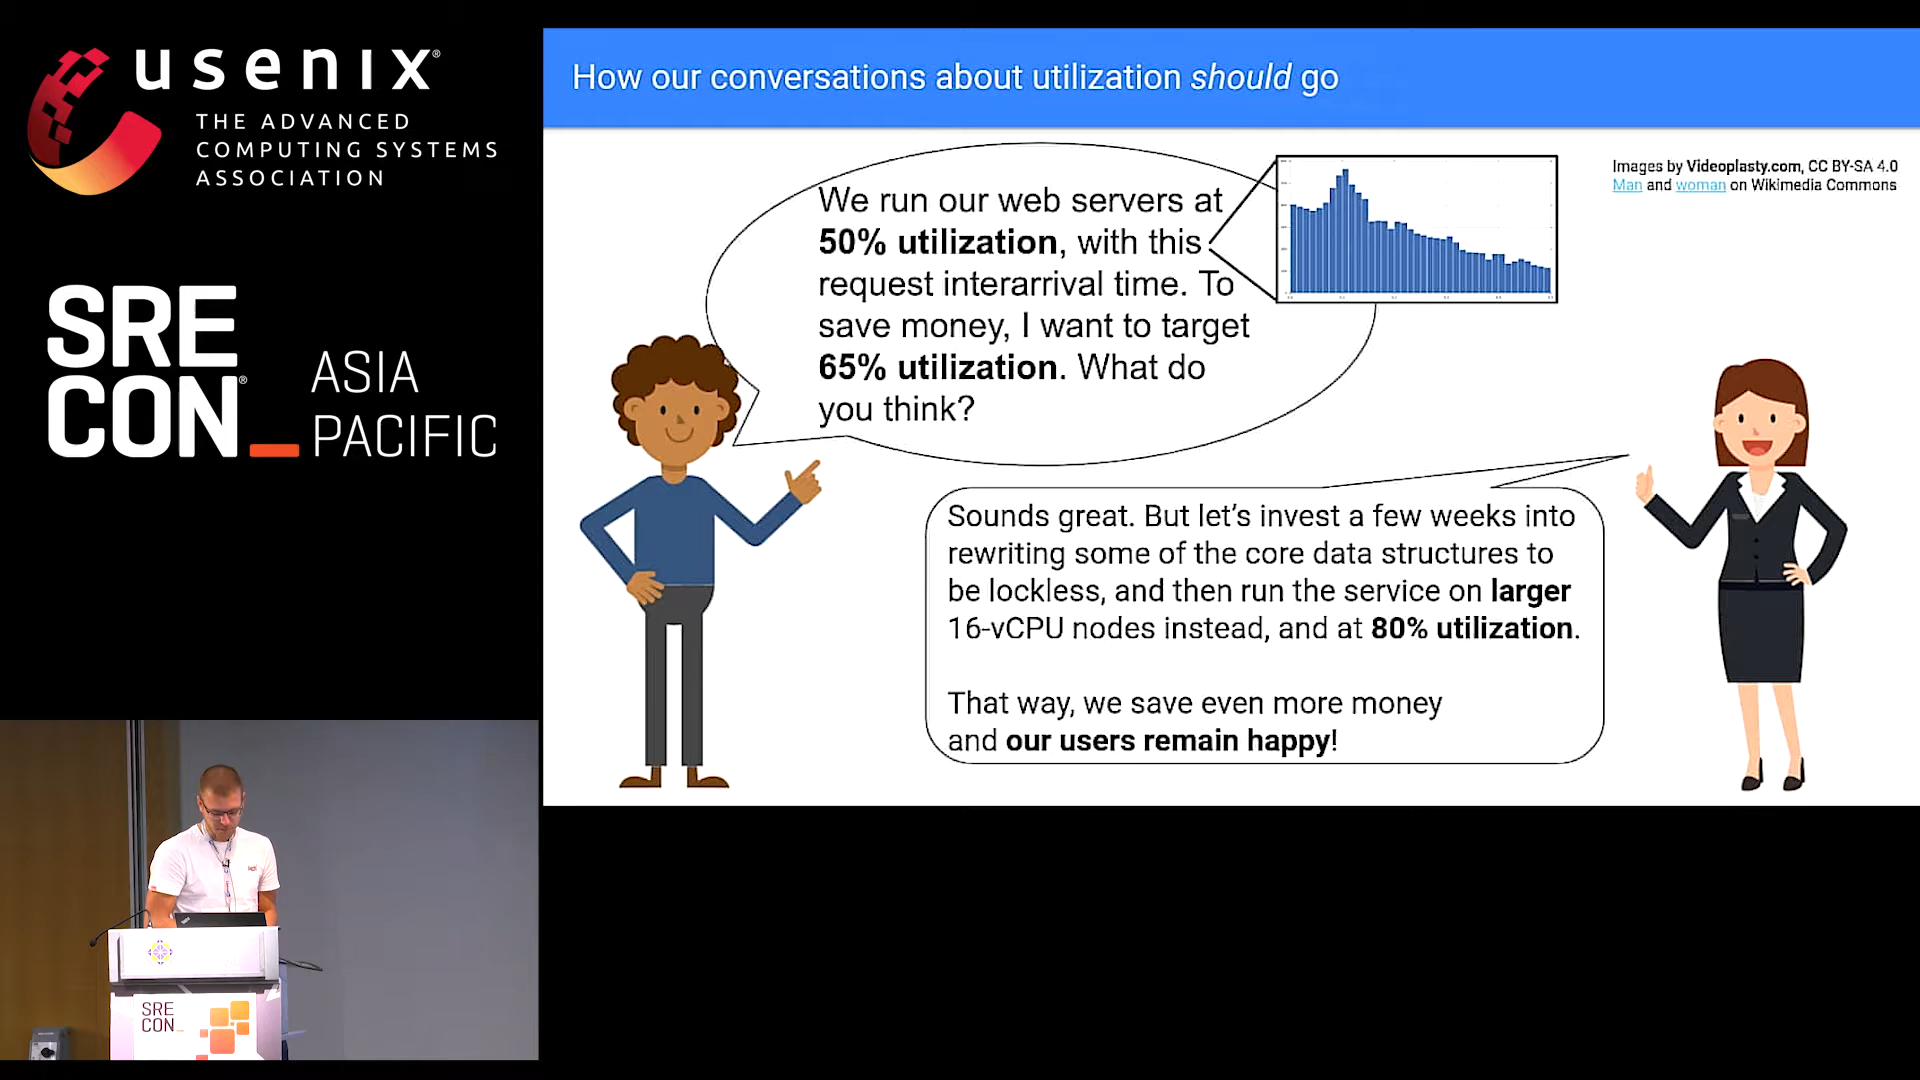 usenix®
THE ADVANCED
COMPUTING SYSTEMS
ASSOCIATION
SRE
CON®_ ASIA
PACIFIC
How our conversations about utilization should go
Images by Videoplasty.com, CC BY-SA 4.0
Man and woman on Wikimedia Commons
We run our web servers at
50% utilization, with this
request interarrival time. To
save money, I want to target
65% utilization. What do
you think?
Sounds great. But let's invest a few weeks into
rewriting some of the core data structures to
be lockless, and then run the service on larger
16-vCPU nodes instead, and at 80% utilization.
That way, we save even more money
and our users remain happy!
SRE
CON_